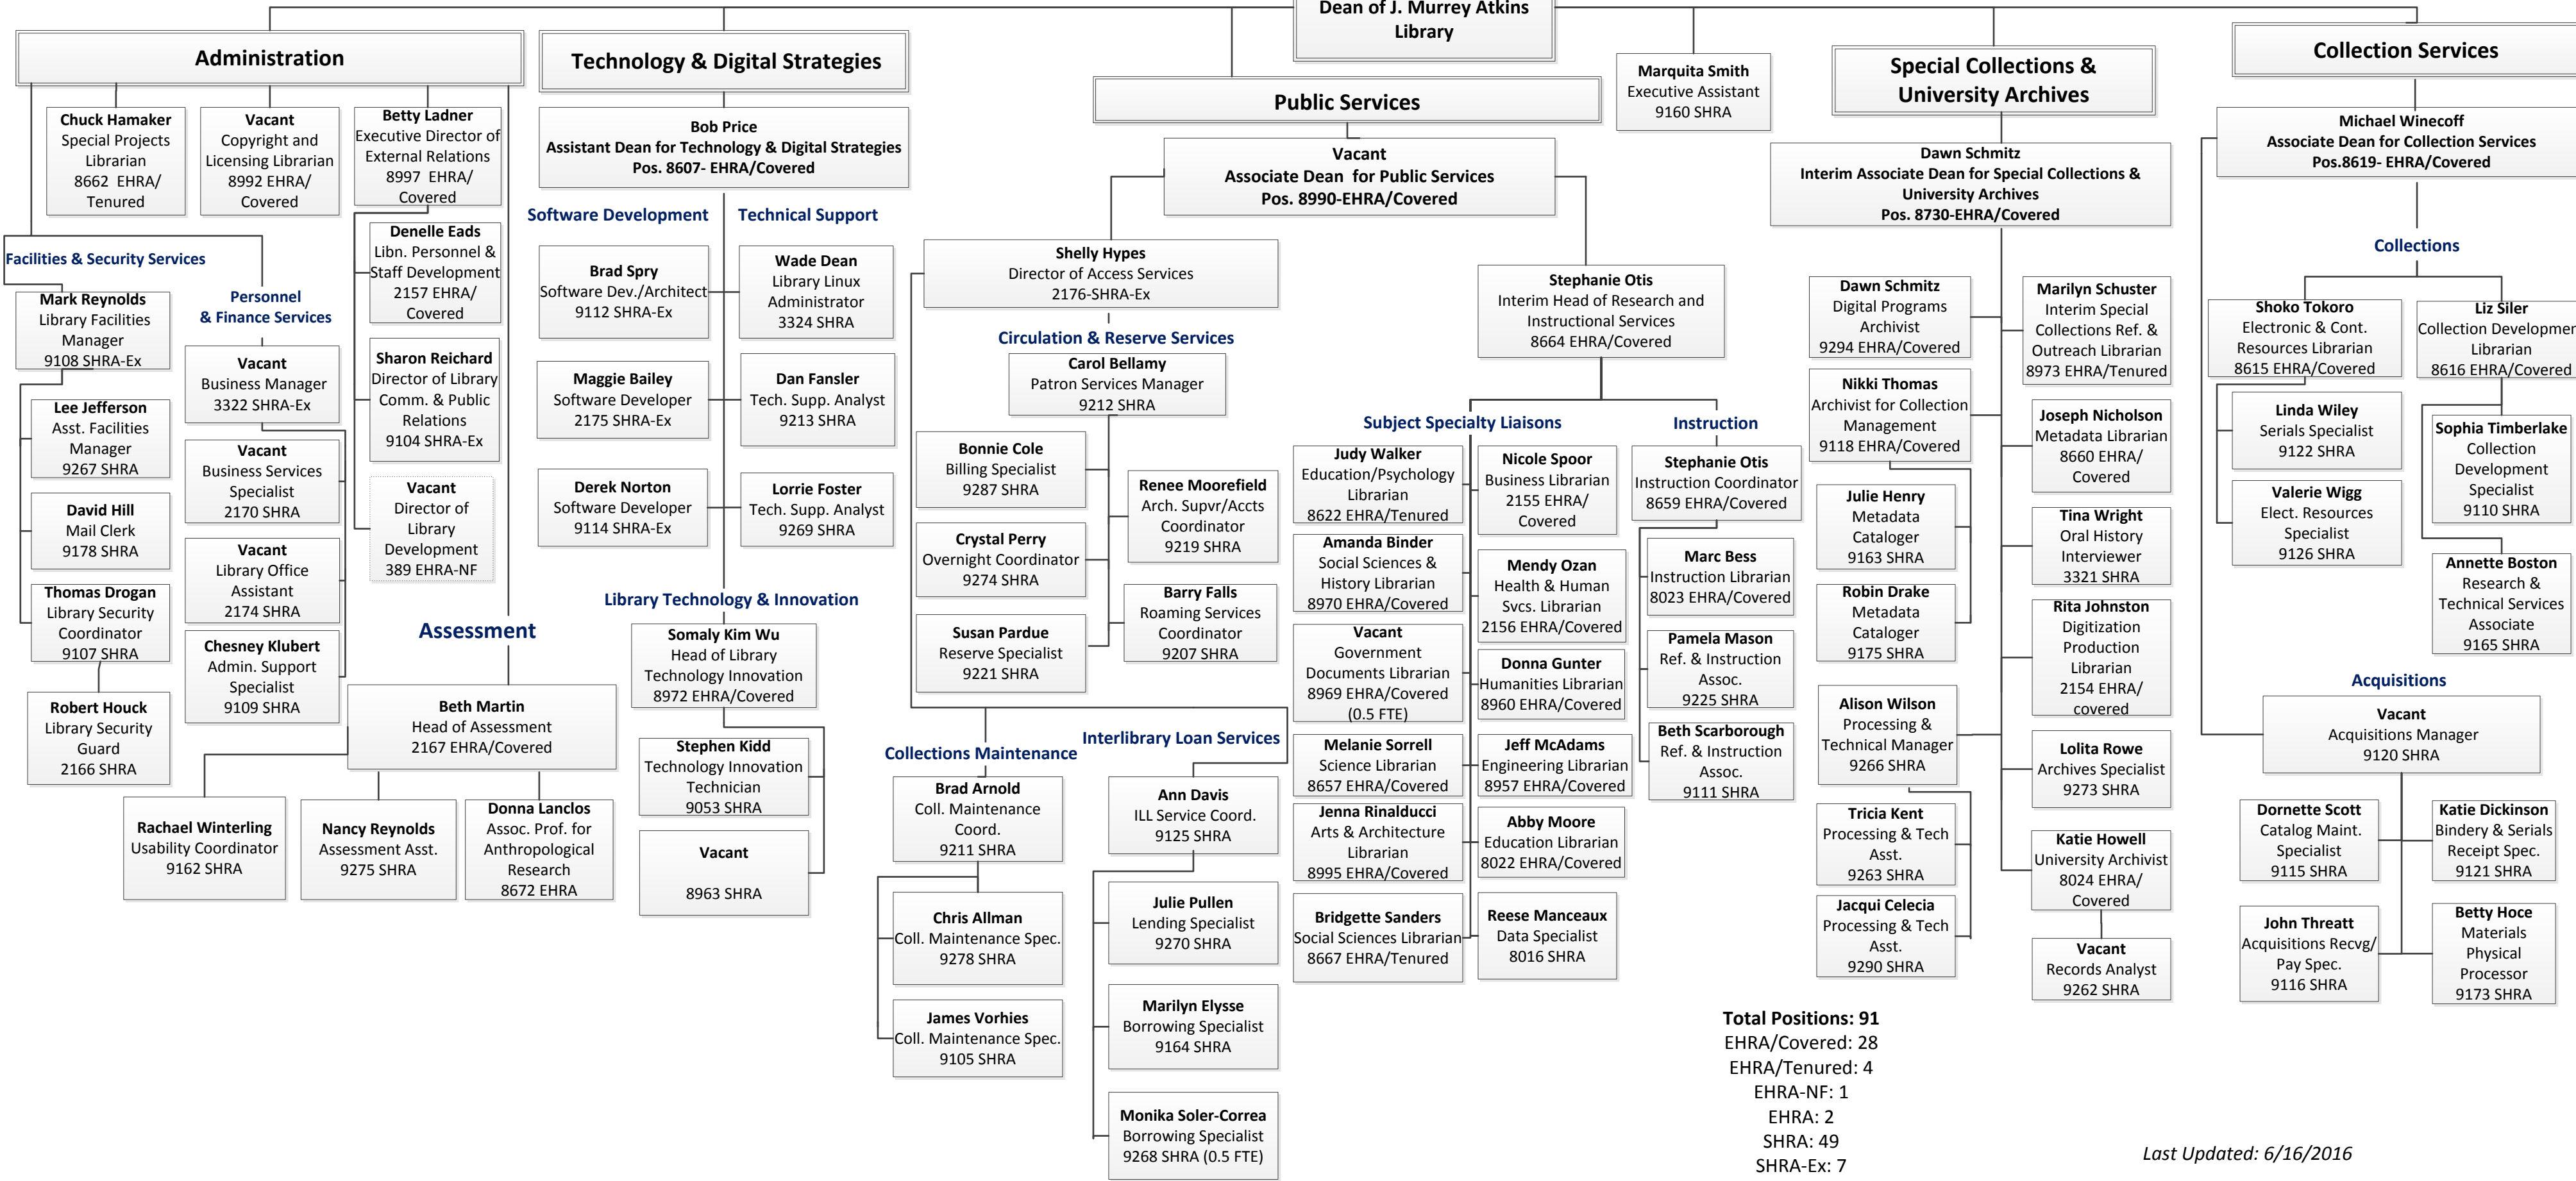 Dean of J. Murrey Atkins
Library
Administration
Chuck Hamaker
Special Projects
Librarian
8662  EHRA/
Tenured
Vacant
Copyright and
Licensing Librarian
8992 EHRA/
Covered
Betty Ladner
Executive Director of
External Relations
8997  EHRA/
Covered
Denelle Eads
Libn. Personnel &
Staff Development
2157 EHRA/
Covered
Sharon Reichard
Director of Library
Comm. & Public
Relations
9104 SHRA-Ex
Vacant
Director of
Library
Development
389 EHRA-NF
Facilities & Security Services
Mark Reynolds
Library Facilities
Manager
9108 SHRA-Ex
Lee Jefferson
Asst. Facilities
Manager
9267 SHRA
David Hill
Mail Clerk
9178 SHRA
Thomas Drogan
Library Security
Coordinator
9107 SHRA
Robert Houck
Library Security
Guard
2166 SHRA
Personnel
& Finance Services
Vacant
Business Manager
3322 SHRA-Ex
Vacant
Business Services
Specialist
2170 SHRA
Vacant
Library Office
Assistant
2174 SHRA
Chesney Klubert
Admin. Support
Specialist
9109 SHRA
Assessment
Beth Martin
Head of Assessment
2167 EHRA/Covered
Rachael Winterling
Usability Coordinator
9162 SHRA
Nancy Reynolds
Assessment Asst.
9275 SHRA
Donna Lanclos
Assoc. Prof. for
Anthropological
Research
8672 EHRA
Technology & Digital Strategies
Bob Price
Assistant Dean for Technology & Digital Strategies
Pos. 8607- EHRA/Covered
Software Development
Brad Spry
Software Dev./Architect
9112 SHRA-Ex
Maggie Bailey
Software Developer
2175 SHRA-Ex
Derek Norton
Software Developer
9114 SHRA-Ex
Technical Support
Wade Dean
Library Linux
Administrator
3324 SHRA
Dan Fansler
Tech. Supp. Analyst
9213 SHRA
Lorrie Foster
Tech. Supp. Analyst
9269 SHRA
Library Technology & Innovation
Somaly Kim Wu
Head of Library
Technology Innovation
8972 EHRA/Covered
Stephen Kidd
Technology Innovation
Technician
9053 SHRA
Vacant
8963 SHRA
Public Services
Vacant
Associate Dean  for Public Services
Pos. 8990-EHRA/Covered
Shelly Hypes
Director of Access Services
2176-SHRA-Ex
Circulation & Reserve Services
Carol Bellamy
Patron Services Manager
9212 SHRA
Bonnie Cole
Billing Specialist
9287 SHRA
Crystal Perry
Overnight Coordinator
9274 SHRA
Susan Pardue
Reserve Specialist
9221 SHRA
Renee Moorefield
Arch. Supvr/Accts
Coordinator
9219 SHRA
Barry Falls
Roaming Services
Coordinator
9207 SHRA
Collections Maintenance
Brad Arnold
Coll. Maintenance
Coord.
9211 SHRA
Chris Allman
Coll. Maintenance Spec.
9278 SHRA
James Vorhies
Coll. Maintenance Spec.
9105 SHRA
Interlibrary Loan Services
Ann Davis
ILL Service Coord.
9125 SHRA
Julie Pullen
Lending Specialist
9270 SHRA
Marilyn Elysse
Borrowing Specialist
9164 SHRA
Monika Soler-Correa
Borrowing Specialist
9268 SHRA (0.5 FTE)
Stephanie Otis
Interim Head of Research and
Instructional Services
8664 EHRA/Covered
Subject Specialty Liaisons
Judy Walker
Education/Psychology
Librarian
8622 EHRA/Tenured
Amanda Binder
Social Sciences &
History Librarian
8970 EHRA/Covered
Vacant
Government
Documents Librarian
8969 EHRA/Covered
(0.5 FTE)
Melanie Sorrell
Science Librarian
8657 EHRA/Covered
Jenna Rinalducci
Arts & Architecture
Librarian
8995 EHRA/Covered
Bridgette Sanders
Social Sciences Librarian
8667 EHRA/Tenured
Nicole Spoor
Business Librarian
2155 EHRA/
Covered
Mendy Ozan
Health & Human
Svcs. Librarian
2156 EHRA/Covered
Donna Gunter
Humanities Librarian
8960 EHRA/Covered
Jeff McAdams
Engineering Librarian
8957 EHRA/Covered
Abby Moore
Education Librarian
8022 EHRA/Covered
Reese Manceaux
Data Specialist
8016 SHRA
Instruction
Stephanie Otis
Instruction Coordinator
8659 EHRA/Covered
Marc Bess
Instruction Librarian
8023 EHRA/Covered
Pamela Mason
Ref. & Instruction
Assoc.
9225 SHRA
Beth Scarborough
Ref. & Instruction
Assoc.
9111 SHRA
Marquita Smith
Executive Assistant
9160 SHRA
Special Collections &
University Archives
Dawn Schmitz
Interim Associate Dean for Special Collections &
University Archives
Pos. 8730-EHRA/Covered
Dawn Schmitz
Digital Programs
Archivist
9294 EHRA/Covered
Nikki Thomas
Archivist for Collection
Management
9118 EHRA/Covered
Julie Henry
Metadata
Cataloger
9163 SHRA
Robin Drake
Metadata
Cataloger
9175 SHRA
Alison Wilson
Processing &
Technical Manager
9266 SHRA
Tricia Kent
Processing & Tech
Asst.
9263 SHRA
Jacqui Celecia
Processing & Tech
Asst.
9290 SHRA
Marilyn Schuster
Interim Special
Collections Ref. &
Outreach Librarian
8973 EHRA/Tenured
Joseph Nicholson
Metadata Librarian
8660 EHRA/
Covered
Tina Wright
Oral History
Interviewer
3321 SHRA
Rita Johnston
Digitization
Production
Librarian
2154 EHRA/
covered
Lolita Rowe
Archives Specialist
9273 SHRA
Katie Howell
University Archivist
8024 EHRA/
Covered
Vacant
Records Analyst
9262 SHRA
Collection Services
Michael Winecoff
Associate Dean for Collection Services
Pos.8619- EHRA/Covered
Collections
Shoko Tokoro
Electronic & Cont.
Resources Librarian
8615 EHRA/Covered
Linda Wiley
Serials Specialist
9122 SHRA
Valerie Wigg
Elect. Resources
Specialist
9126 SHRA
Liz Siler
Collection Developmen
Librarian
8616 EHRA/Covered
Sophia Timberlake
Collection
Development
Specialist
9110 SHRA
Annette Boston
Research &
Technical Services
Associate
9165 SHRA
Acquisitions
Vacant
Acquisitions Manager
9120 SHRA
Dornette Scott
Catalog Maint.
Specialist
9115 SHRA
Katie Dickinson
Bindery & Serials
Receipt Spec.
9121 SHRA
John Threatt
Acquisitions Recvg/
Pay Spec.
9116 SHRA
Betty Hoce
Materials
Physical
Processor
9173 SHRA
Total Positions: 91
EHRA/Covered: 28
EHRA/Tenured: 4
EHRA-NF: 1
EHRA: 2
SHRA: 49
SHRA-Ex: 7
Last Updated: 6/16/2016